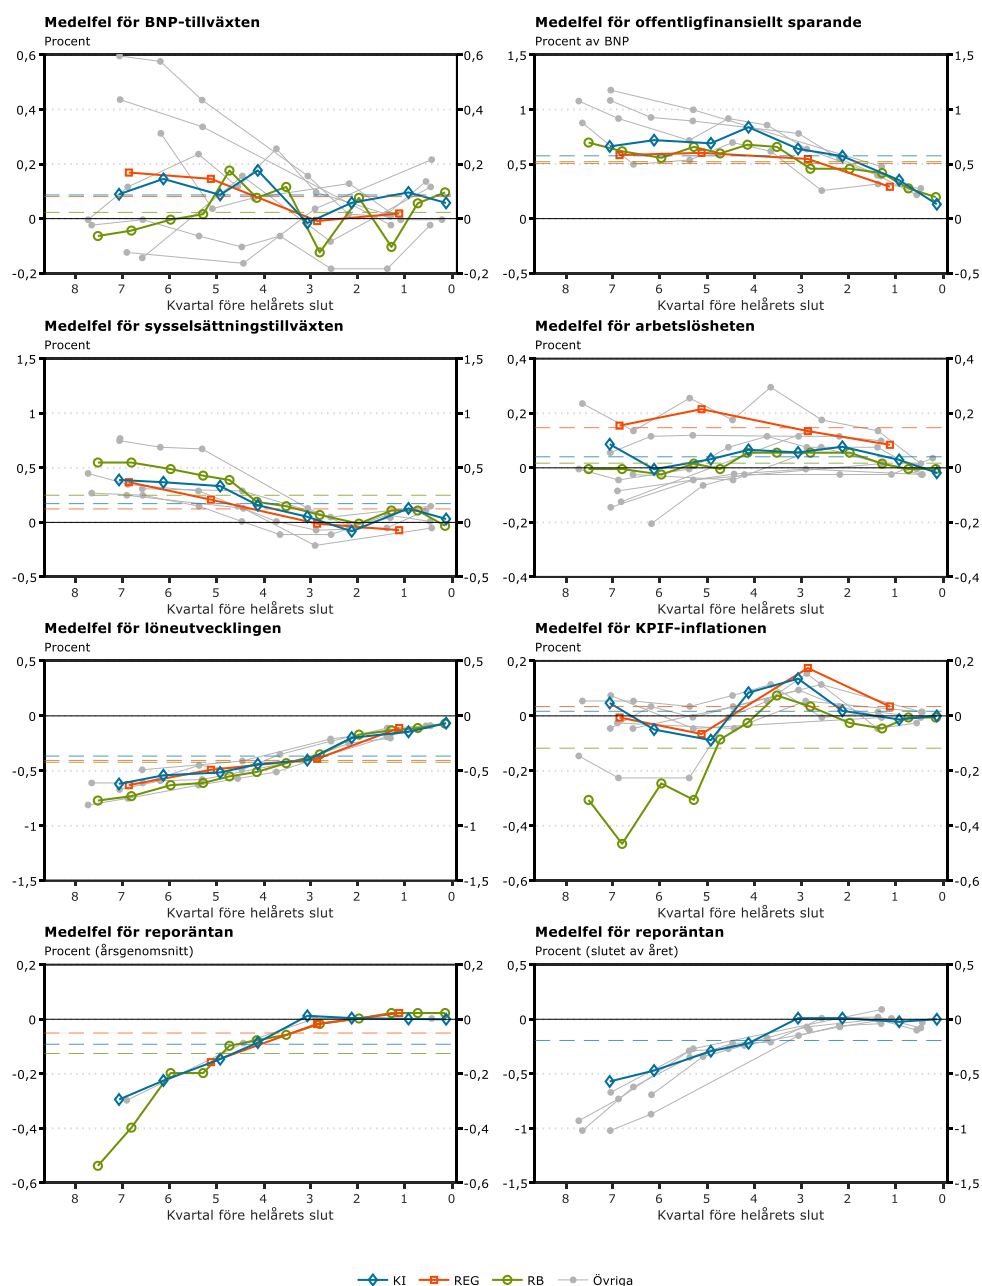 Medelfel för BNP-tillväxten
Procent
0,6 0,6
0,4 0,4
0,2 0,2
0 0
-0,2 -0,2
8 7 6 5 4 3 2 1 0
Kvartal före helårets slut
Medelfel för offentligfinansiellt sparande
Procent av BNP
1,5 1,5
1 1
0,5 0,5
0 0
-0,5 -0,5
8 7 6 5 4 3 2 1 0
Kvartal före helårets slut
Medelfel för sysselsättningstillväxten
Procent
1,5 1,5
1 1
0,5 0,5
0 0
-0,5 -0,5
8 7 6 5 4 3 2 1 0
Kvartal före helårets slut
Medelfel för arbetslösheten
Procent
0,4 0,4
0,2 0,2
0 0
-0,2 -0,2
-0,4 -0,4
8 7 6 5 4 3 2 1 0
Kvartal före helårets slut
Medelfel för löneutvecklingen
Procent
0,5 0,5
0 0
-0,5 -0,5
-1 -1
-1,5 -1,5
8 7 6 5 4 3 2 1 0
Kvartal före helårets slut
Medelfel för KPIF-inflationen
Procent
0,2 0,2
0 0
-0,2 -0,2
-0,4 -0,4
-0,6 -0,6
8 7 6 5 4 3 2 1 0
Kvartal före helårets slut
Medelfel för reporäntan
Procent (årsgenomsnitt)
0,2 0,2
0 0
-0,2 -0,2
-0,4 -0,4
-0,6 -0,6
8 7 6 5 4 3 2 1 0
Kvartal före helårets slut
Medelfel för reporäntan
Procent (slutet av året)
0,5 0,5
0 0
-0,5 -0,5
-1 -1
-1,5 -1,5
8 7 6 5 4 3 2 1 0
Kvartal före helårets slut
KI REG RB Övriga